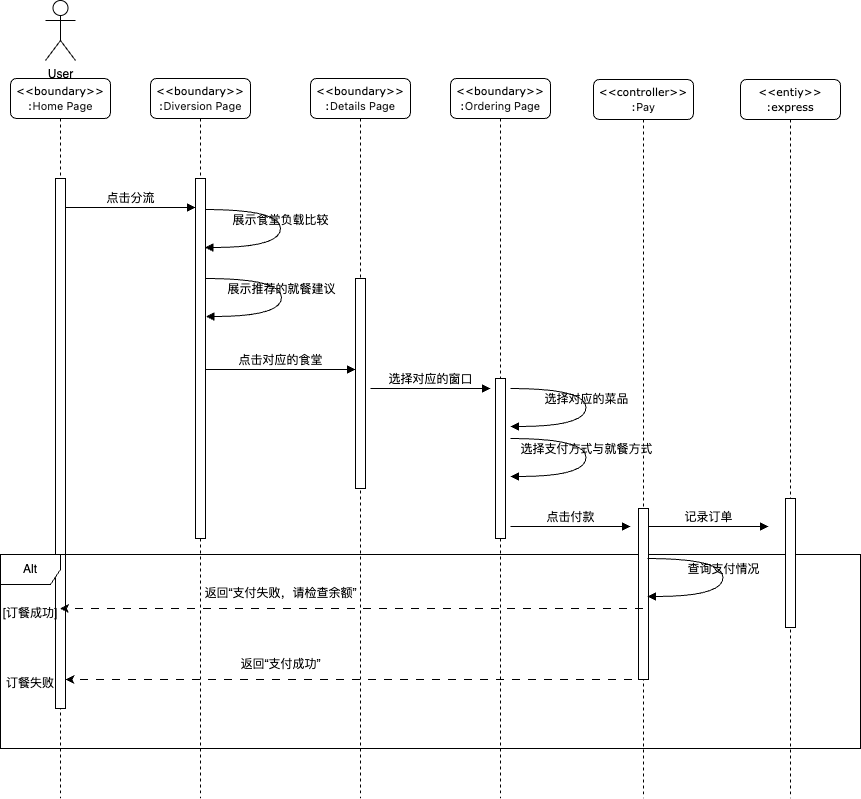 User
<<boundary>>
:Home Page
<<boundary>>
:Diversion Page
<<boundary>>
:Details Page
<<boundary>>
:Ordering Page
<<controller>>
:Pay
<<entiy>>
:express
点击分流
展示食堂负载比较
展示推荐的就餐建议
点击对应的食堂
选择对应的窗口
选择对应的菜品
选择支付方式与就餐方式
点击付款
记录订单
Alt
查询支付情况
返回“支付失败，请检查余额”
[订餐成功]
返回“支付成功”
订餐失败